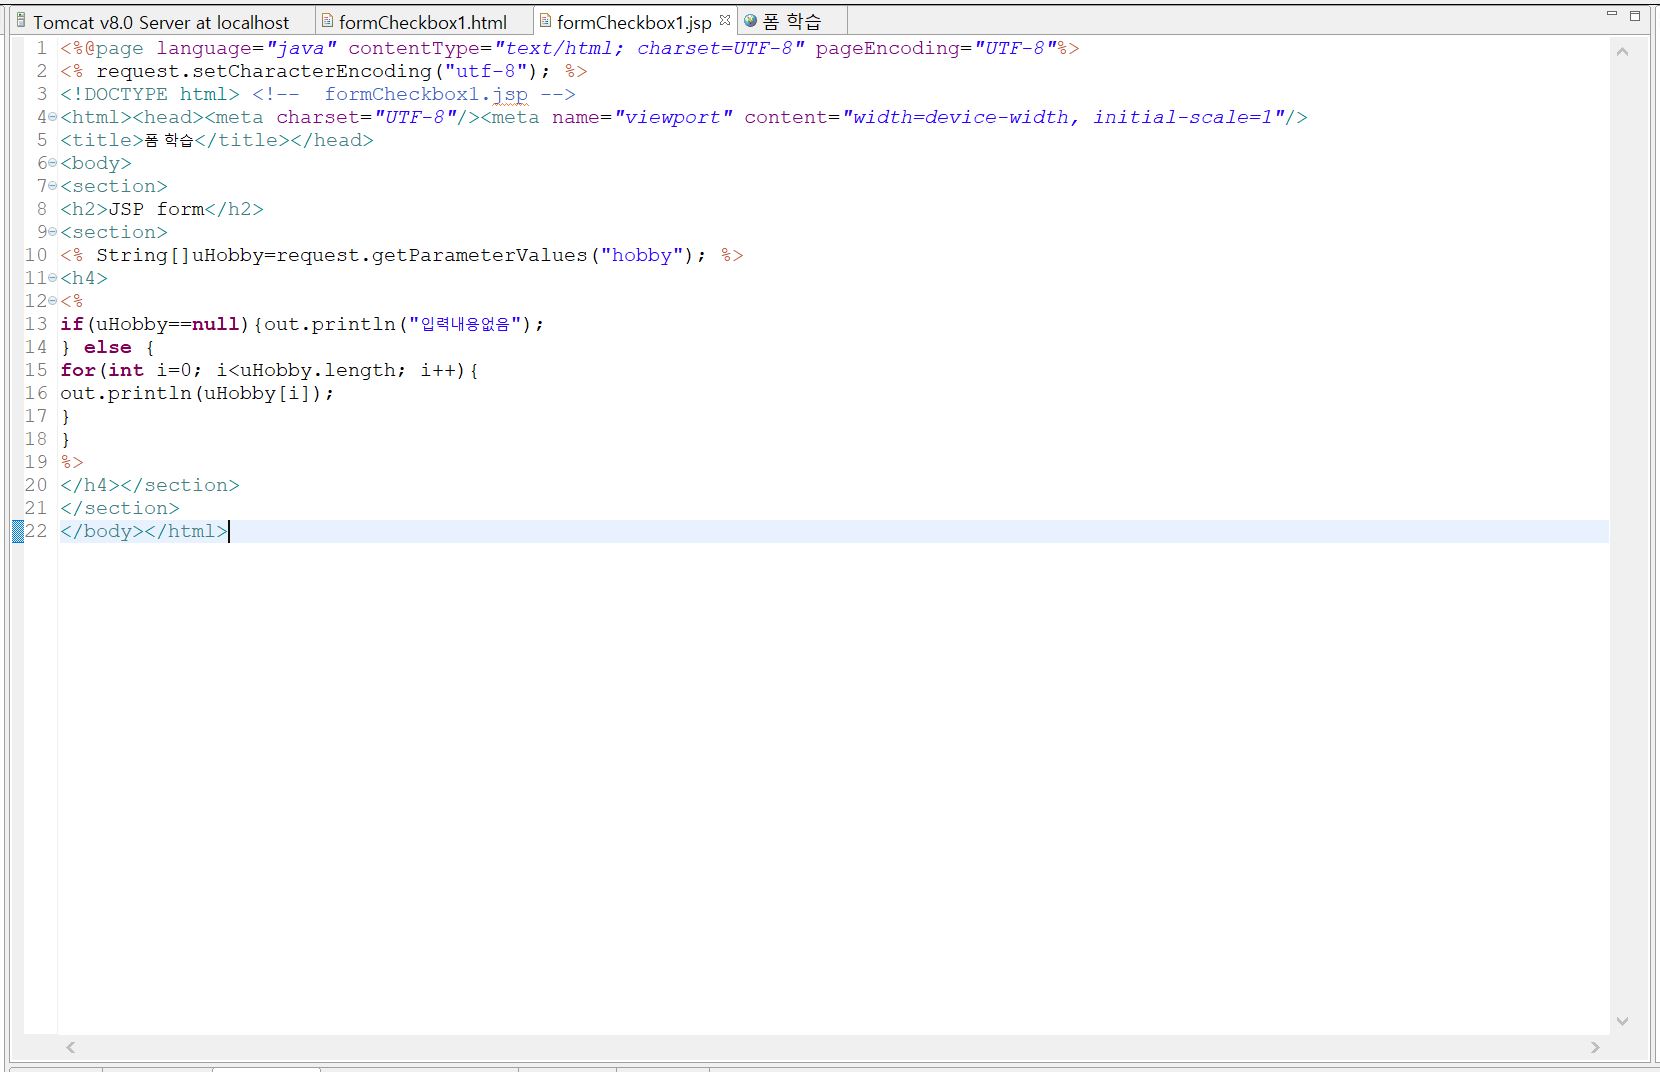 Tomcat v8.0 Server at localhost formCheckbox1.html formCheckbox1.jsp 폼 학습
1 <%@page language="java" contentType="text/html; charset=UTF-8" pageEncoding="UTF-8"%>
2 <% request.setCharacterEncoding("utf-8"); %>
3 <!DOCTYPE html> <!--  formCheckbox1.jsp -->
4 <html><head><meta charset="UTF-8"/><meta name="viewport" content="width=device-width, initial-scale=1"/>
5 <title>폼 학습</title></head>
6 <body>
7 <section>
8 <h2>JSP form</h2>
9 <section>
10 <% String[]uHobby=request.getParameterValues("hobby"); %>
11 <h4>
12 <%
13 if(uHobby==null){out.println("입력내용없음");
14 } else {
15 for(int i=0; i<uHobby.length; i++){
16 out.println(uHobby[i]);
17 }
18 }
19 %>
20 </h4></section>
21 </section>
22 </body></html>